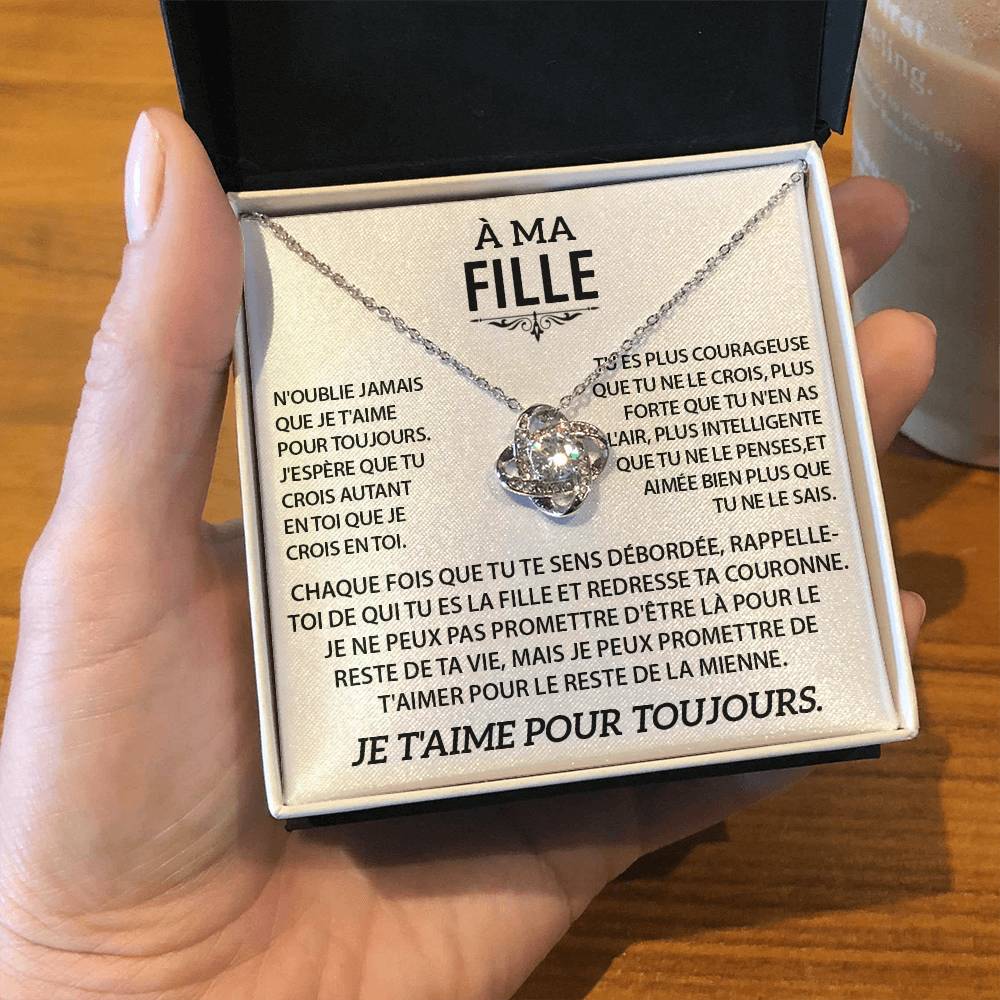 À MA
FILLE
N'OUBLIE JAMAIS
QUE JE T'AIME
POUR TOUJOURS.
J'ESPÈRE QUE TU
CROIS AUTANT
EN TOI QUE JE
CROIS EN TOI.
TU ES PLUS COURAGEUSE
QUE TU NE LE CROIS, PLUS
FORTE QUE TU N'EN AS
L'AIR, PLUS INTELLIGENTE
QUE TU NE LE PENSES,ET
AIMÉE BIEN PLUS QUE
TU NE LE SAIS.
CHAQUE FOIS QUE TU TE SENS DÉBORDÉE, RAPPELLE-
TOI DE QUI TU ES LA FILLE ET REDRESSE TA COURONNE.
JE NE PEUX PAS PROMETTRE D'ÊTRE LÀ POUR LE
RESTE DE TA VIE, MAIS JE PEUX PROMETTRE DE
T'AIMER POUR LE RESTE DE LA MIENNE.
JE T'AIME POUR TOUJOURS.
first
day